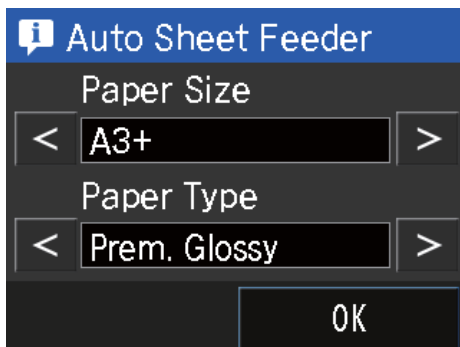 Auto Sheet Feeder
Paper Size
< A3+ >
Paper Type
< Prem. Glossy >
OK